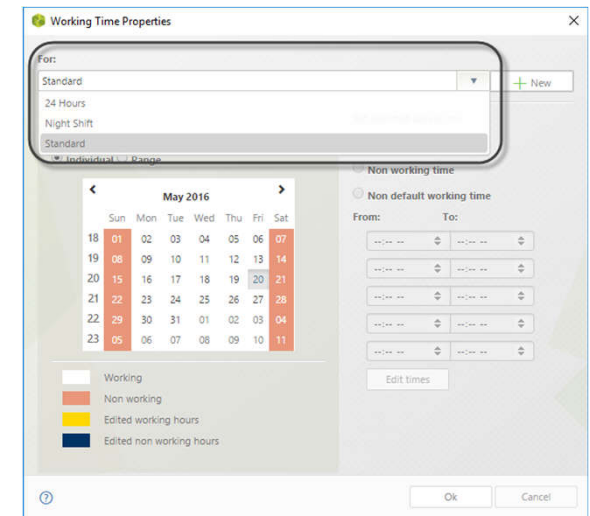 Working Time Properties
For:
Standard
New
24 Hours
Night Shift
Standard
Individual Range
Non working time
Non default working time
From: To:
May 2016
Sun Mon Tue Wed Thu Fri Sat
18 01 02 03 04 05 06 07
19 08 09 10 11 12 13 14
20 15 16 17 18 19 20 21
21 22 23 24 25 26 27 28
22 29 30 31 01 02 03 04
23 05 06 07 08 09 10 11
--:-- -- --:-- --
--:-- -- --:-- --
--:-- -- --:-- --
--:-- -- --:-- --
--:-- -- --:-- --
Edit times
Working
Non working
Edited working hours
Edited non working hours
?
Ok Cancel